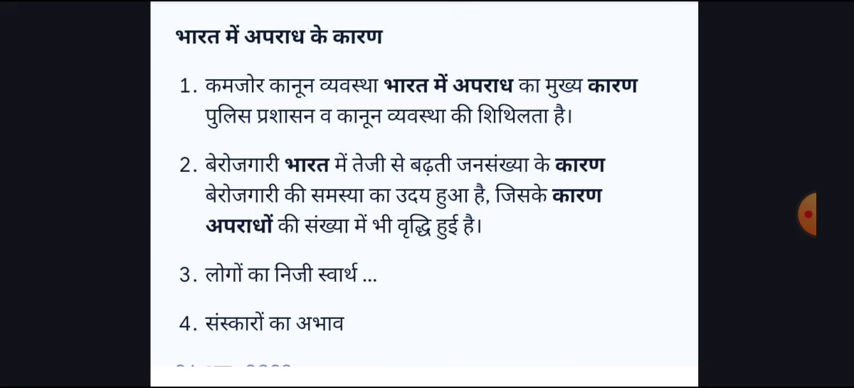 भारत में अपराध के कारण
1. कमजोर कानून व्यवस्था भारत में अपराध का मुख्य कारण
पुलिस प्रशासन व कानून व्यवस्था की शिथिलता है।
2. बेरोजगारी भारत में तेजी से बढ़ती जनसंख्या के कारण
बेरोजगारी की समस्या का उदय हुआ है, जिसके कारण
अपराधों की संख्या में भी वृद्धि हुई है।
3. लोगों का निजी स्वार्थ ...
4. संस्कारों का अभाव